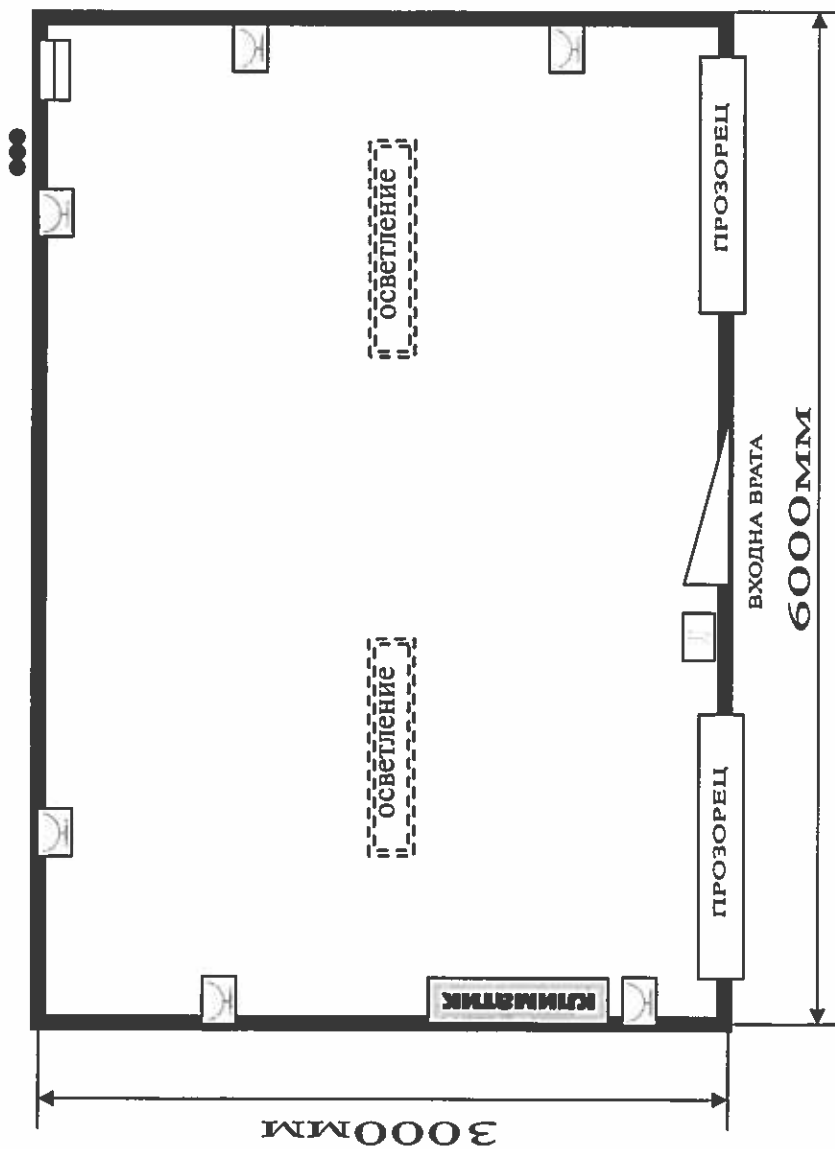 осветление
осветление
КЛИМАТИК
ПРОЗОРЕЦ
ПРОЗОРЕЦ
ВХОДНА ВРАТА
6000ММ
3000ММ